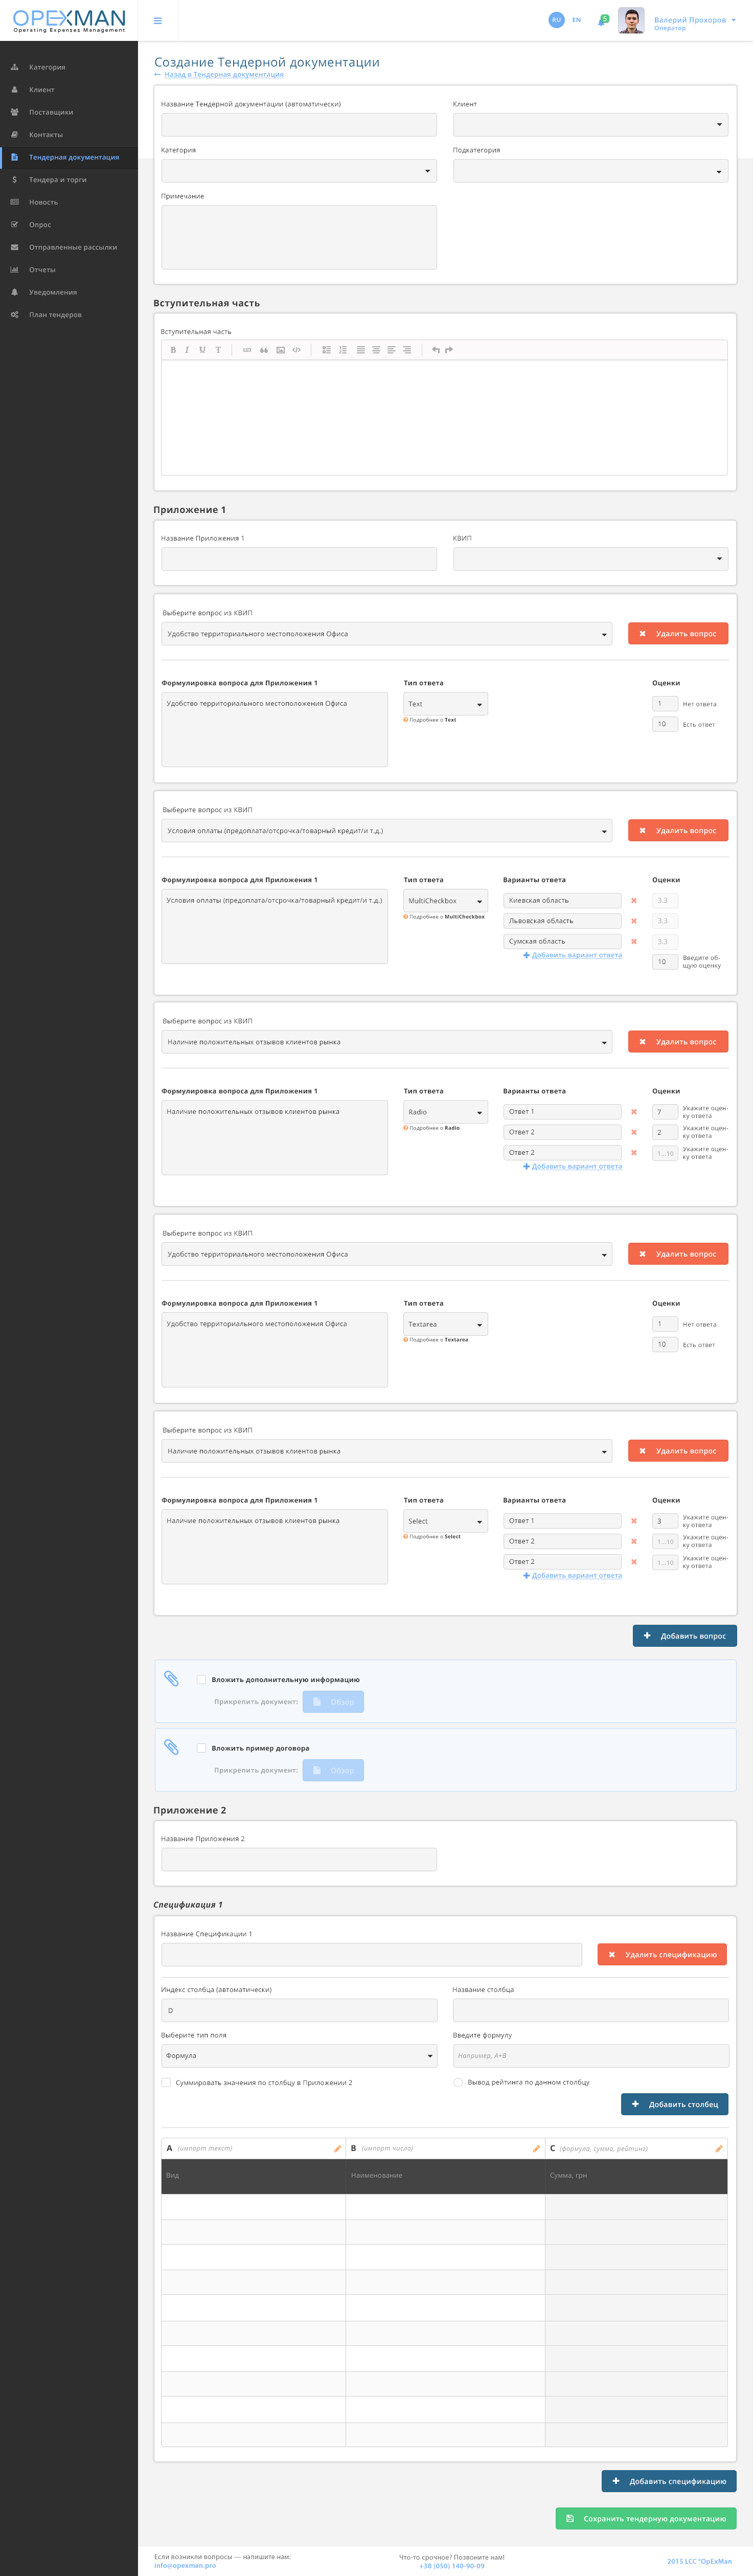 OPEXMAN
Operating Expenses Management
RU
EN
5
Валерий Прохоров
Оператор
Категория
Клиент
Поставщики
Контакты
Тендерная документация
Тендера и торги
Новость
Опрос
Отправленные рассылки
Отчеты
Уведомления
План тендеров
Создание Тендерной документации
← Назад в Тендерная документация
Название Тендерной документации (автоматически)
Клиент
Категория
Подкатегория
Примечание
Вступительная часть
Вступительная часть
Приложение 1
Название Приложения 1
КВИП
Выберите вопрос из КВИП
Удобство территориального местоположения Офиса
Удалить вопрос
Формулировка вопроса для Приложения 1
Тип ответа
Оценки
Удобство территориального местоположения Офиса
Text
Подробнее о Text
1 Нет ответа
10 Есть ответ
Выберите вопрос из КВИП
Условия оплаты (предоплата/отсрочка/товарный кредит/и т.д.)
Удалить вопрос
Формулировка вопроса для Приложения 1
Тип ответа
Варианты ответа
Оценки
Условия оплаты (предоплата/отсрочка/товарный кредит/и т.д.)
MultiCheckbox
Подробнее о MultiCheckbox
Киевская область
3.3
Львовская область
3.3
Сумская область
3.3
Добавить вариант ответа
10
Введите об-
щую оценку
Выберите вопрос из КВИП
Наличие положительных отзывов клиентов рынка
Удалить вопрос
Формулировка вопроса для Приложения 1
Тип ответа
Варианты ответа
Оценки
Наличие положительных отзывов клиентов рынка
Radio
Подробнее о Radio
Ответ 1
7
Укажите оцен-
ку ответа
Ответ 2
2
Укажите оцен-
ку ответа
Ответ 2
1...10
Укажите оцен-
ку ответа
Добавить вариант ответа
Выберите вопрос из КВИП
Удобство территориального местоположения Офиса
Удалить вопрос
Формулировка вопроса для Приложения 1
Тип ответа
Оценки
Удобство территориального местоположения Офиса
Textarea
Подробнее о Textarea
1 Нет ответа
10 Есть ответ
Выберите вопрос из КВИП
Наличие положительных отзывов клиентов рынка
Удалить вопрос
Формулировка вопроса для Приложения 1
Тип ответа
Варианты ответа
Оценки
Наличие положительных отзывов клиентов рынка
Select
Подробнее о Select
Ответ 1
3
Укажите оцен-
ку ответа
Ответ 2
1...10
Укажите оцен-
ку ответа
Ответ 2
1...10
Укажите оцен-
ку ответа
Добавить вариант ответа
Добавить вопрос
Вложить дополнительную информацию
Прикрепить документ:
Обзор
Вложить пример договора
Прикрепить документ:
Обзор
Приложение 2
Название Приложения 2
Спецификация 1
Название Спецификации 1
Удалить спецификацию
Индекс столбца (автоматически)
Название столбца
D
Выберите тип поля
Введите формулу
Формула
Например, A+B
Суммировать значения по столбцу в Приложении 2
Вывод рейтинга по данному столбцу
Добавить столбец
A (импорт текст)
B (импорт число)
C (формула, сумма, рейтинг)
Вид
Наименование
Сумма, грн
Добавить спецификацию
Сохранить тендерную документацию
Если возникли вопросы — напишите нам:
info@opexman.pro
Что-то срочное? Позвоните нам!
+38 (050) 140-90-09
2015 LCC "OpExMan